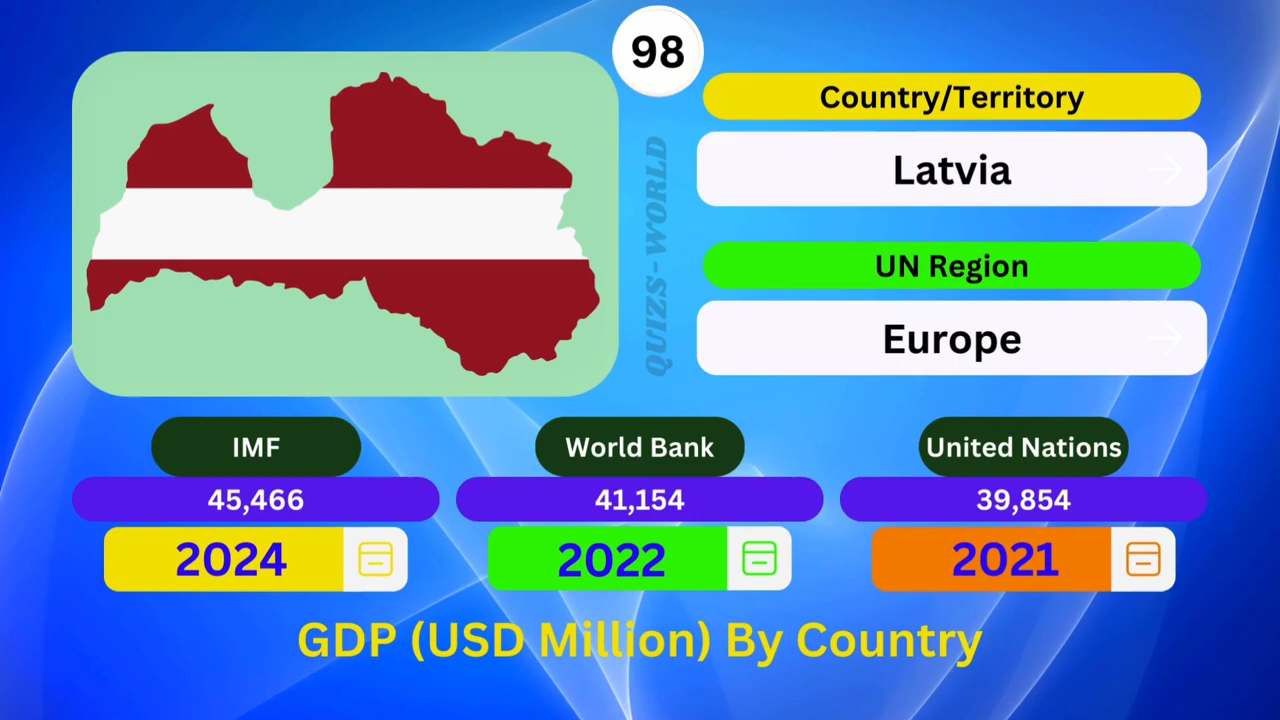 98
Country/Territory
Latvia
UN Region
Europe
QUIZS-WORLD
IMF
45,466
2024
World Bank
41,154
2022
United Nations
39,854
2021
GDP (USD Million) By Country